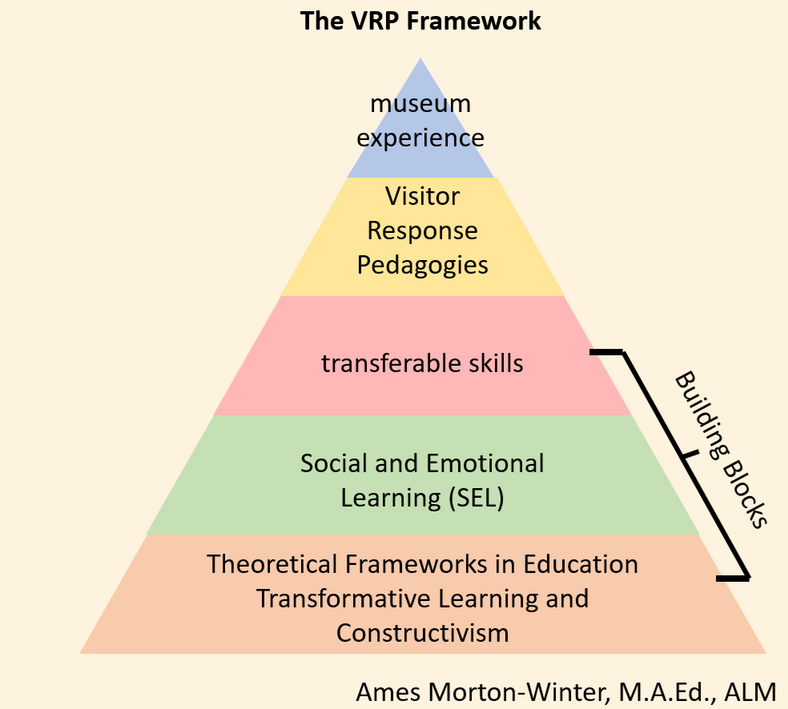 The VRP Framework
museum
experience
Visitor
Response
Pedagogies
transferable skills
Social and Emotional
Learning (SEL)
Theoretical Frameworks in Education
Transformative Learning and
Constructivism
Building Blocks
Ames Morton-Winter, M.A.Ed., ALM